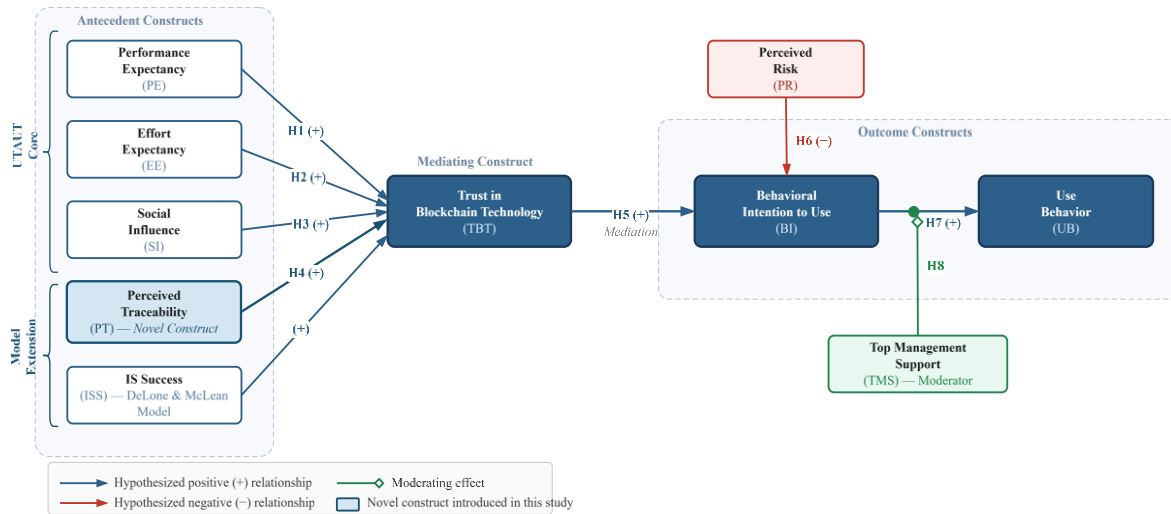 Antecedent Constructs
UTAUT
Core
Performance
Expectancy
(PE)
Effort
Expectancy
(EE)
Social
Influence
(SI)
Model
Extension
Perceived
Traceability
(PT) — Novel Construct
IS Success
(ISS) — DeLone & McLean
Model
H1 (+)
H2 (+)
H3 (+)
H4 (+)
(+)
Mediating Construct
Trust in
Blockchain Technology
(TBT)
H5 (+)
Mediation
Perceived
Risk
(PR)
H6 (−)
Outcome Constructs
Behavioral
Intention to Use
(BI)
H7 (+)
Use
Behavior
(UB)
H8
Top Management
Support
(TMS) — Moderator
Hypothesized positive (+) relationship
Moderating effect
Hypothesized negative (−) relationship
Novel construct introduced in this study